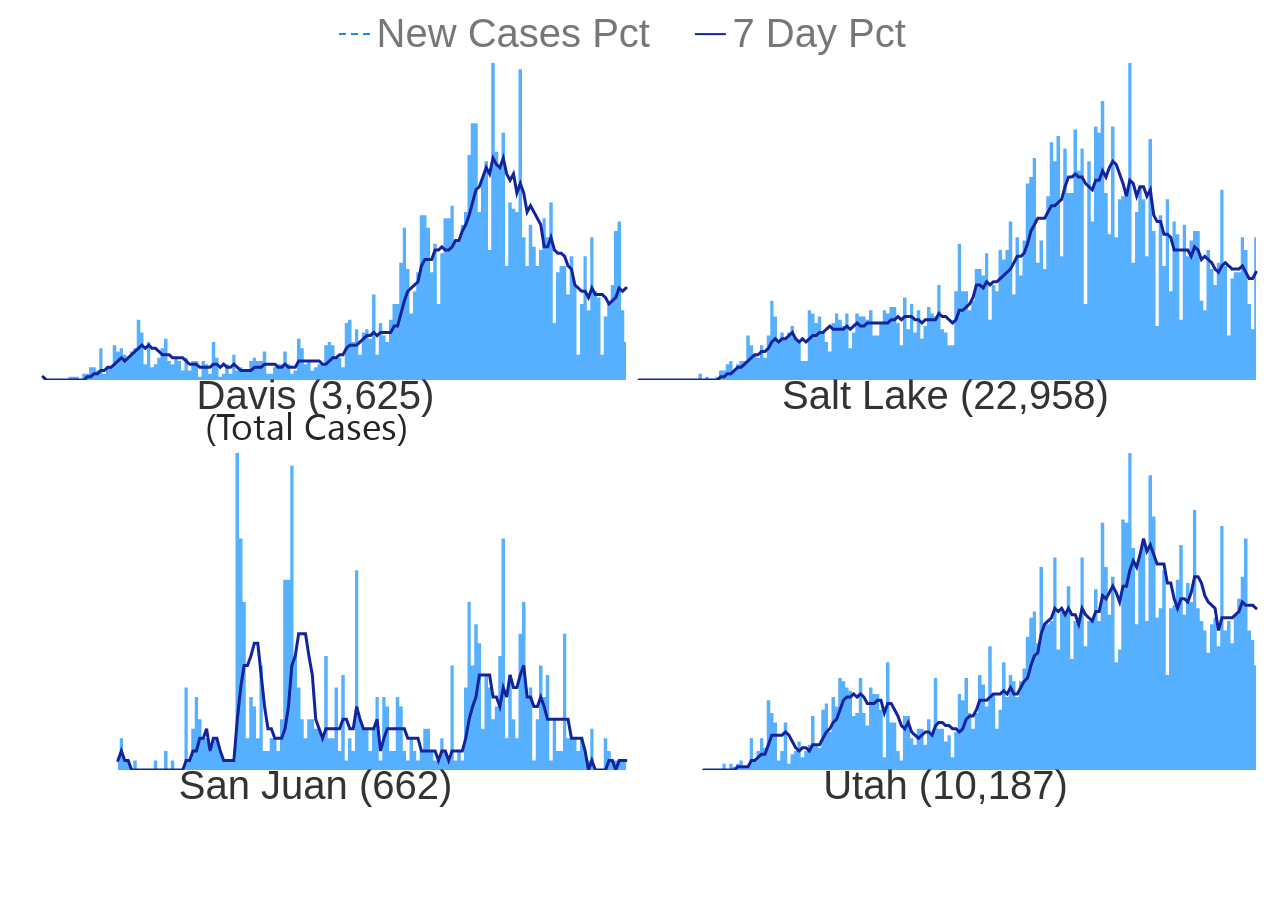 New Cases Pct 7 Day Pct
Davis (3,625) Salt Lake (22,958)
(Total Cases)
San Juan (662) Utah (10,187)